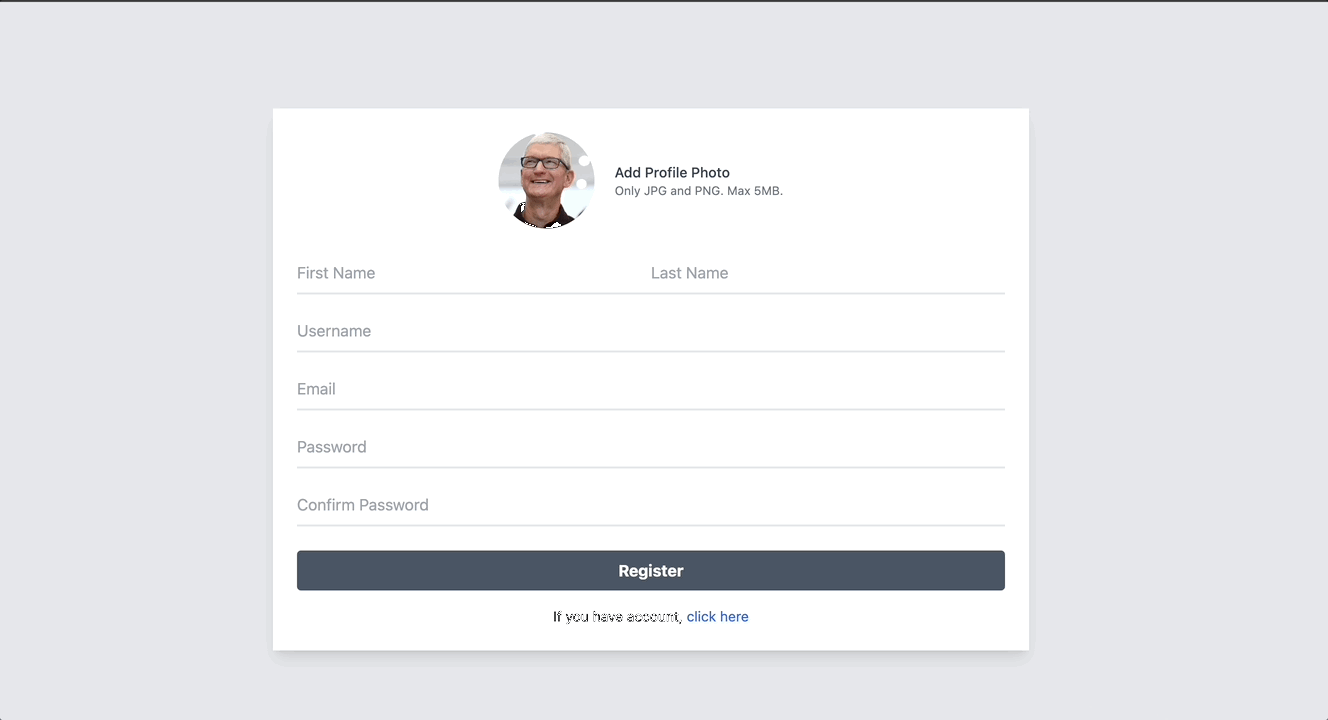 Add Profile Photo
Only JPG and PNG. Max 5MB.
First Name Last Name
Username
Email
Password
Confirm Password
Register
If you have account, click here